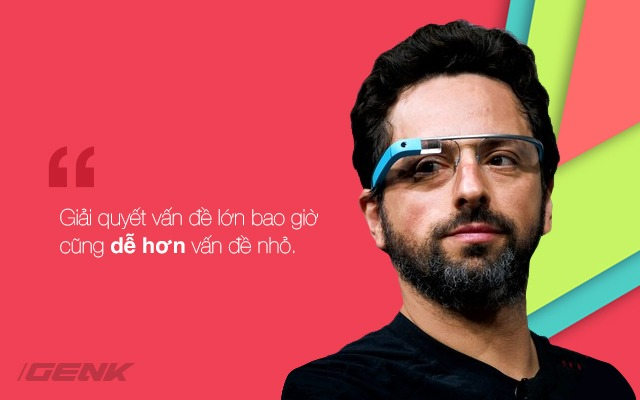 “
Giải quyết vấn đề lớn bao giờ
cũng dễ hơn vấn đề nhỏ.
/GENK